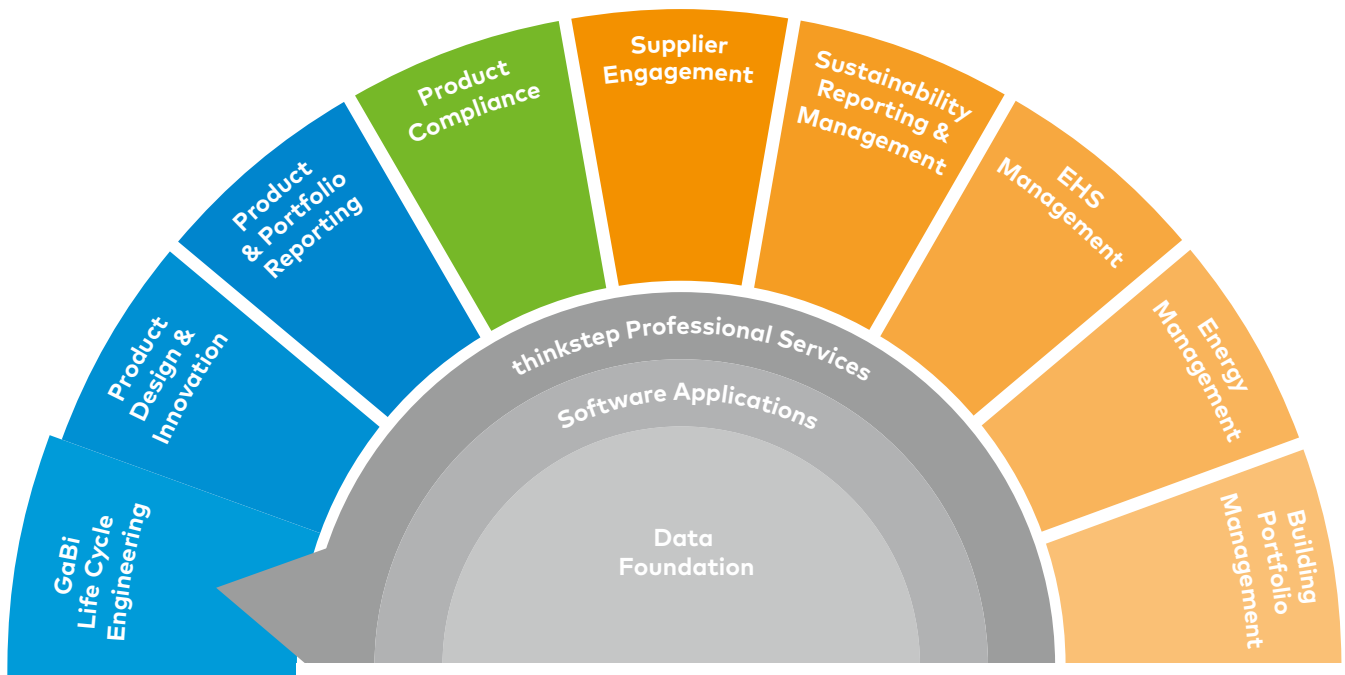 GaBi
Life Cycle
Engineering
Product
Design &
Innovation
Product
& Portfolio
Reporting
Product
Compliance
Supplier
Engagement
Sustainability
Reporting &
Management
EHS
Management
Energy
Management
Building
Portfolio
Management
thinkstep Professional Services
Software Applications
Data
Foundation